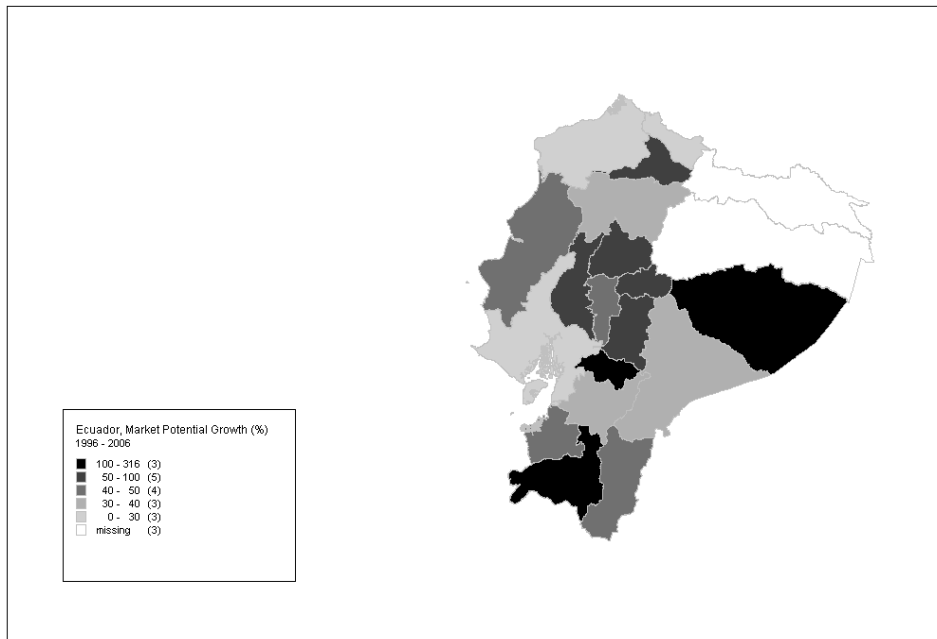 Ecuador, Market Potential Growth (%)
1996 - 2006
100 - 316 (3)
50 - 100 (5)
40 - 50 (4)
30 - 40 (3)
0 - 30 (3)
missing (3)